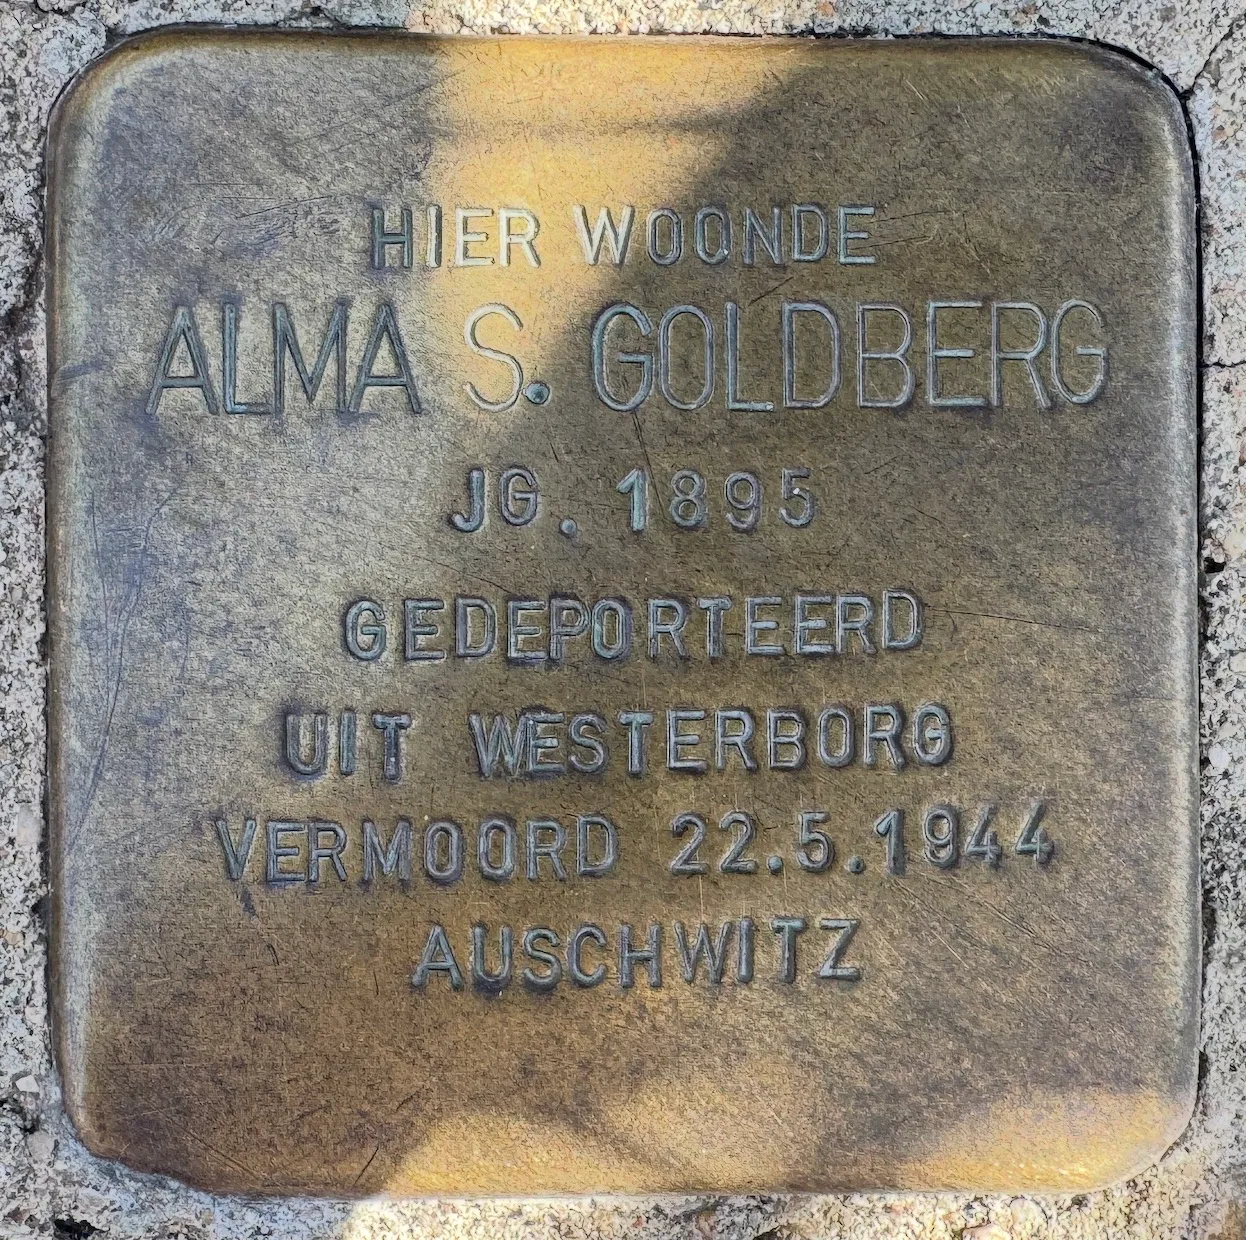 HIER WOONDE
ALMA S. GOLDBERG
JG. 1895
GEDEPORTEERD
UIT WESTERBORG
VERMOORD 22.5.1944
AUSCHWITZ